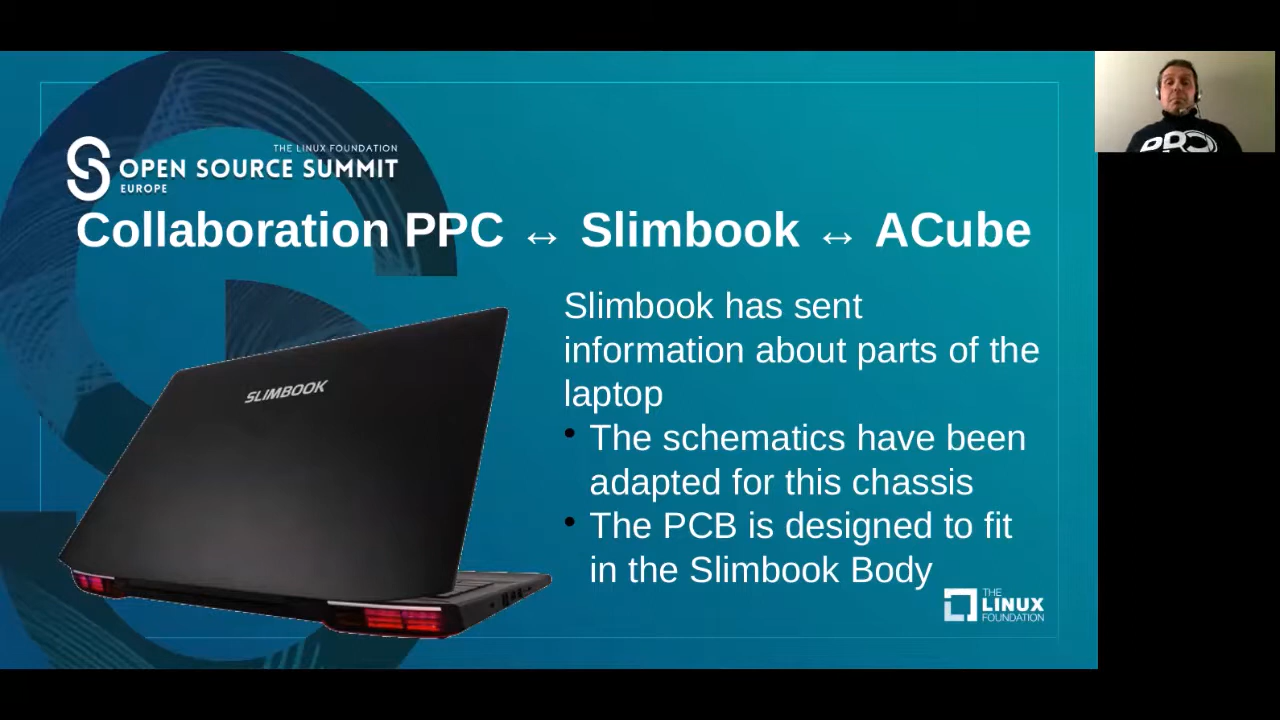 THE LINUX FOUNDATION
OPEN SOURCE SUMMIT
EUROPE
Collaboration PPC ↔ Slimbook ↔ ACube
SLIMBOOK
Slimbook has sent
information about parts of the
laptop
• The schematics have been
adapted for this chassis
• The PCB is designed to fit
in the Slimbook Body
THE
LINUX
FOUNDATION